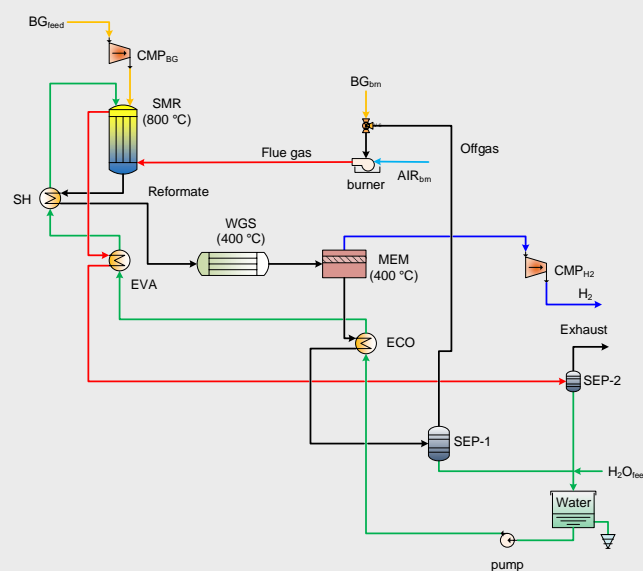 BGfeed
CMPBG
SMR
(800 °C)
BGbrn
Flue gas
Offgas
burner
AIRbrn
SH
Reformate
WGS
(400 °C)
MEM
(400 °C)
CMPH2
H2
EVA
ECO
Exhaust
SEP-2
SEP-1
H2Ofee
Water
pump